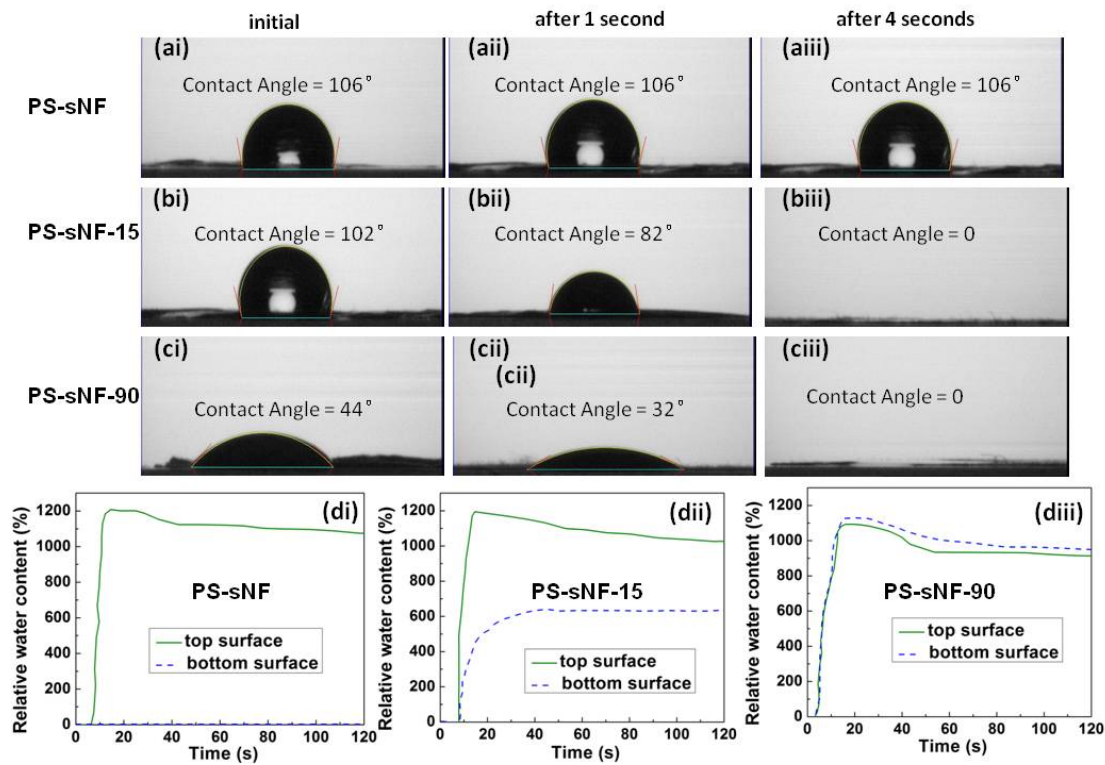 initial after 1 second after 4 seconds
PS-sNF
(ai) (aii) (aiii)
Contact Angle = 106° Contact Angle = 106° Contact Angle = 106°
PS-sNF-15
(bi) (bii) (biii)
Contact Angle = 102° Contact Angle = 82° Contact Angle = 0
PS-sNF-90
(ci) (cii) (ciii)
(cii)
Contact Angle = 44° Contact Angle = 32° Contact Angle = 0
(di)
Relative water content (%)
1200
1000
800
600
400
200
0
PS-sNF
top surface
bottom surface
0 20 40 60 80 100 120
Time (s)
(dii)
Relative water content (%)
1200
1000
800
600
400
200
0
PS-sNF-15
top surface
bottom surface
0 20 40 60 80 100 120
Time (s)
(diii)
Relative water content (%)
1200
1000
800
600
400
200
0
PS-sNF-90
top surface
bottom surface
0 20 40 60 80 100 120
Time (s)